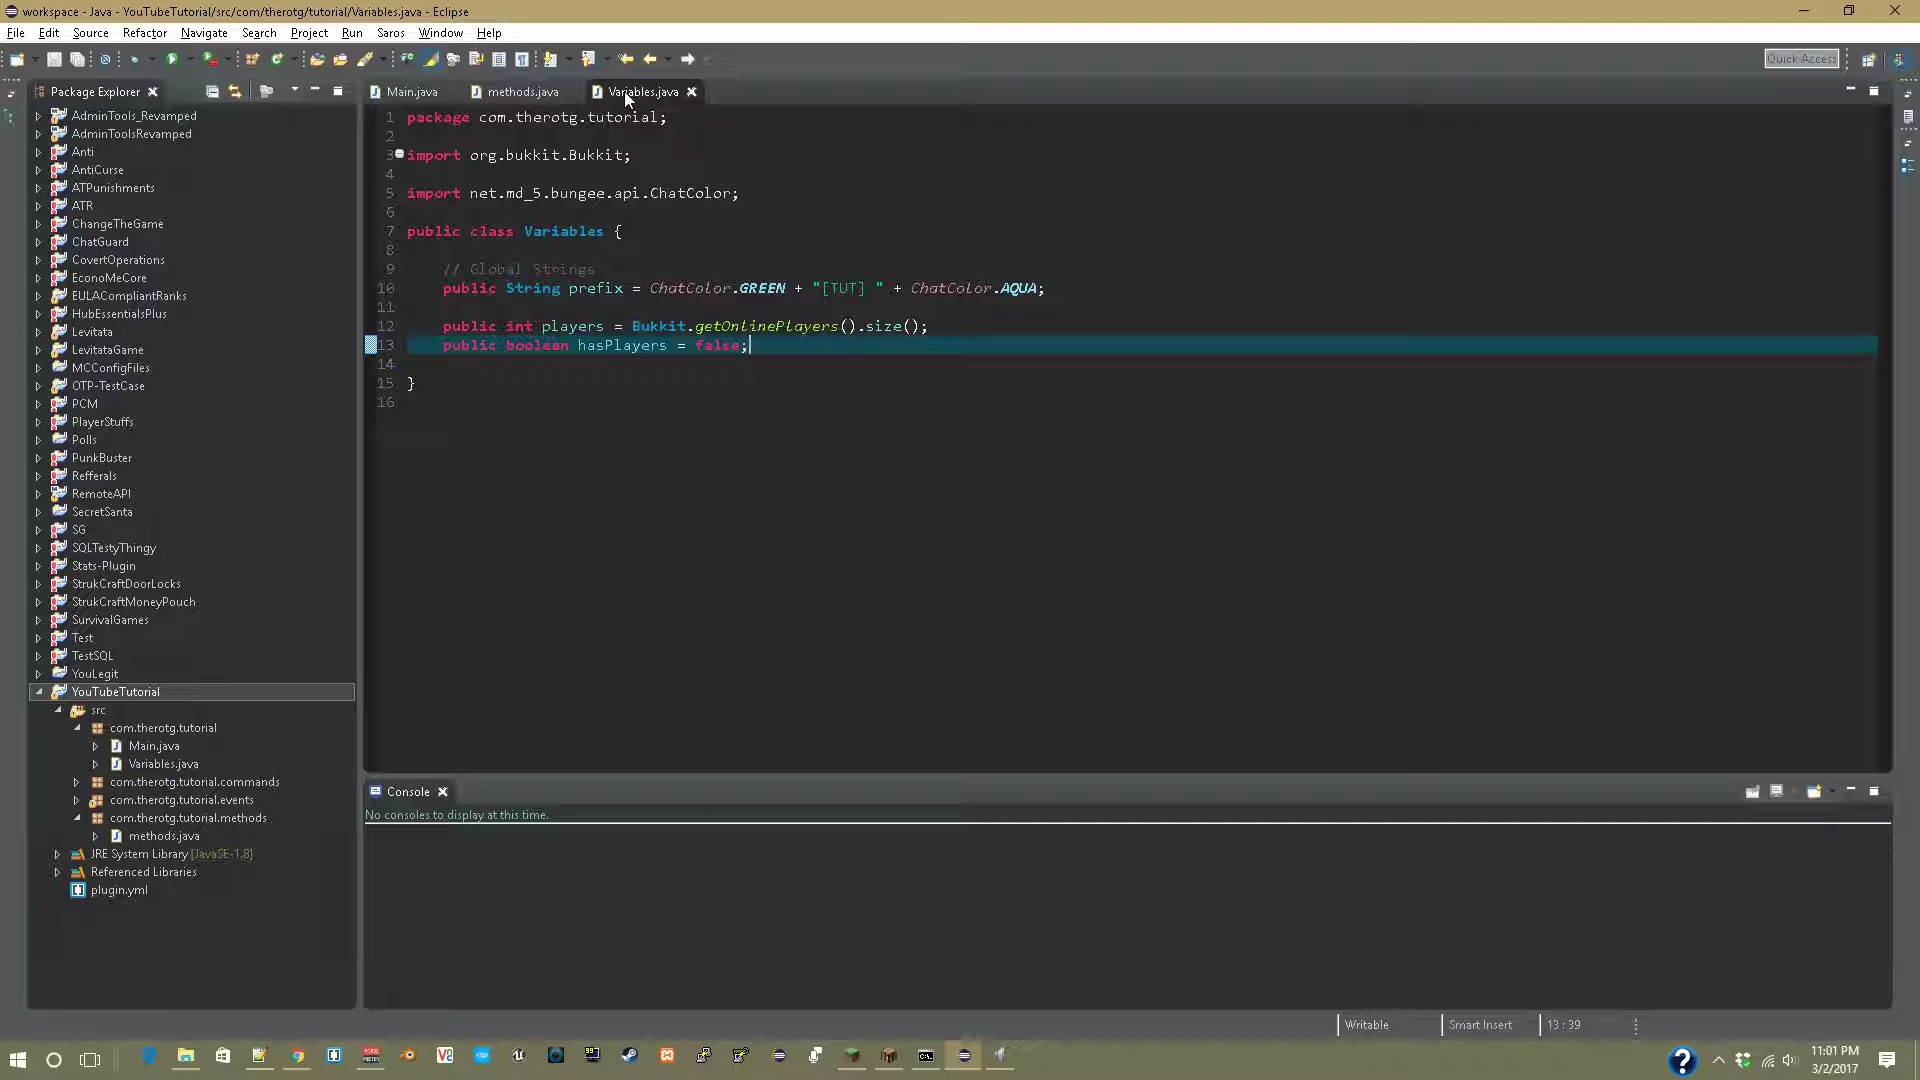 workspace - Java - YouTubeTutorial/src/com/therotg/tutorial/Variables.java - Eclipse
File Edit Source Refactor Navigate Search Project Run Saros Window Help
Quick Access
Package Explorer
Main.java
methods.java
Variables.java
AdminTools_Revamped
AdminToolsRevamped
Anti
AntiCurse
ATPunishments
ATR
ChangeTheGame
ChatGuard
CovertOperations
EconoMeCore
EULACompliantRanks
HubEssentialsPlus
Levitata
LevitataGame
MCConfigFiles
OTP-TestCase
PCM
PlayerStuffs
Polls
PunkBuster
Refferals
RemoteAPI
SecretSanta
SG
SQLTestyThingy
Stats-Plugin
StrukCraftDoorLocks
StrukCraftMoneyPouch
SurvivalGames
Test
TestSQL
YouLegit
YouTubeTutorial
src
com.therotg.tutorial
Main.java
Variables.java
com.therotg.tutorial.commands
com.therotg.tutorial.events
com.therotg.tutorial.methods
methods.java
JRE System Library [JavaSE-1.8]
Referenced Libraries
plugin.yml
1 package com.therotg.tutorial;
2
3 import org.bukkit.Bukkit;
4
5 import net.md_5.bungee.api.ChatColor;
6
7 public class Variables {
8
9 // Global Strings
10 public String prefix = ChatColor.GREEN + "[TUT] " + ChatColor.AQUA;
11
12 public int players = Bukkit.getOnlinePlayers().size();
13 public boolean hasPlayers = false;
14
15 }
16
Console
No consoles to display at this time.
Writable
Smart Insert
13 : 39
11:01 PM
3/2/2017